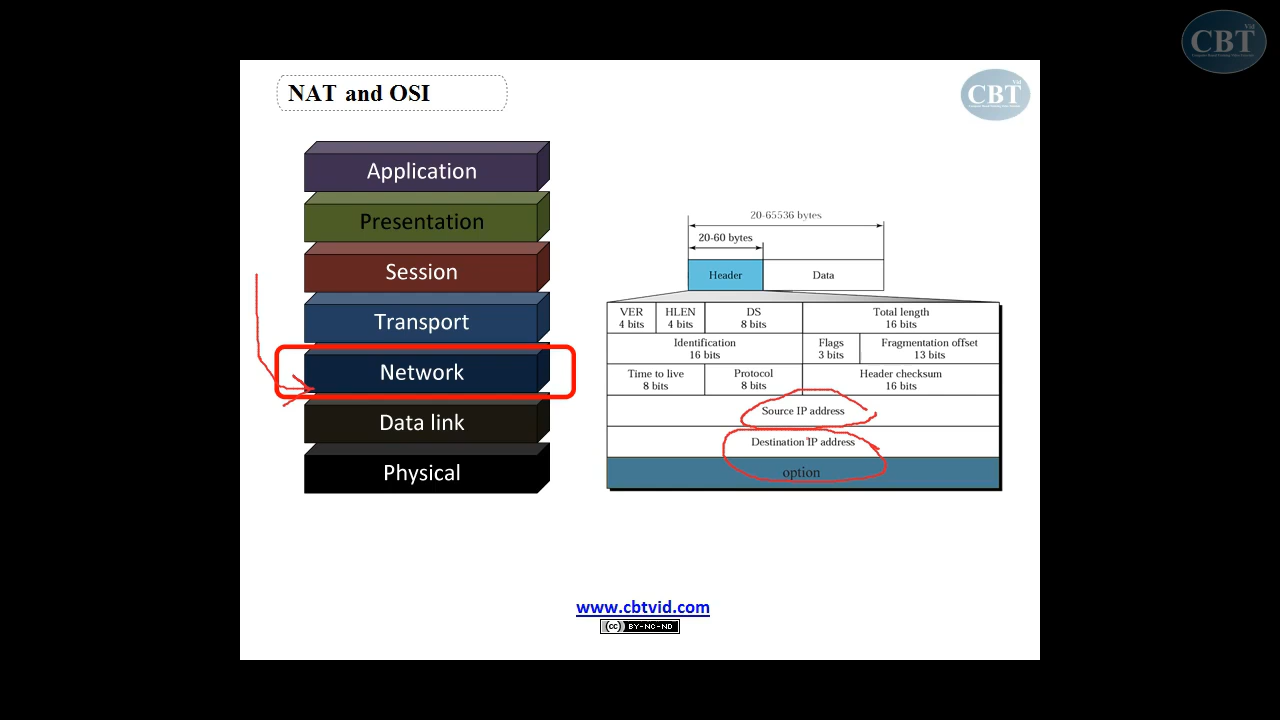 CBT
Vid
NAT and OSI
CBT
Vid
Application
Presentation
Session
Transport
Network
Data link
Physical
20-65536 bytes
20-60 bytes
Header
Data
VER
4 bits
HLEN
4 bits
DS
8 bits
Total length
16 bits
Identification
16 bits
Flags
3 bits
Fragmentation offset
13 bits
Time to live
8 bits
Protocol
8 bits
Header checksum
16 bits
Source IP address
Destination IP address
option
www.cbtvid.com
cc BY-NC-ND